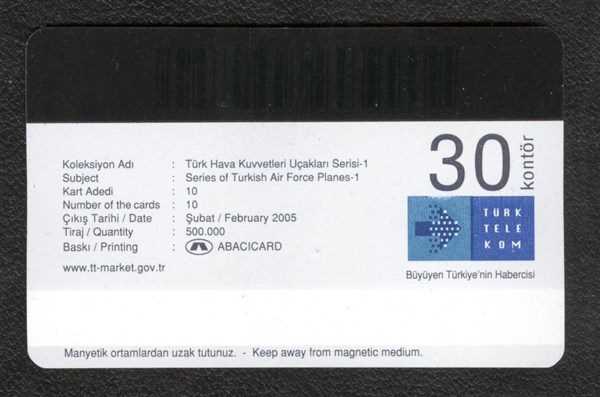 Koleksiyon Adı : Türk Hava Kuvvetleri Uçakları Serisi-1
Subject : Series of Turkish Air Force Planes-1
Kart Adedi : 10
Number of the cards : 10
Çıkış Tarihi / Date : Şubat / February 2005
Tiraj / Quantity : 500.000
Baskı / Printing : ABACICARD
www.tt-market.gov.tr
30 kontör
TÜRK
TELE
KOM
Büyüyen Türkiye'nin Habercisi
Manyetik ortamlardan uzak tutunuz. - Keep away from magnetic medium.